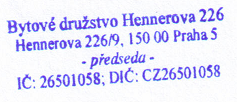 Bytové družstvo Hennerova 226
Hennerova 226/9, 150 00 Praha 5
- předseda -
IČ: 26501058; DIČ: CZ26501058